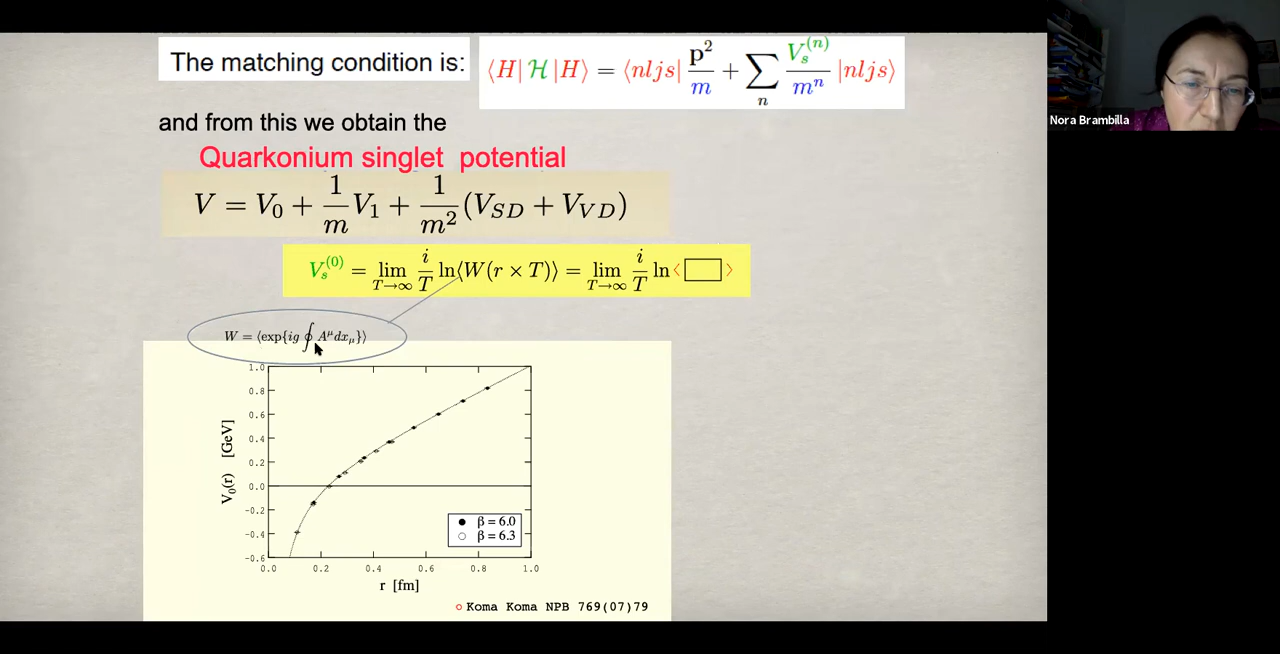 The matching condition is: ⟨H| ℋ |H⟩ = ⟨nljs| p²/m + ∑_n V_s^(n)/m^n |nljs⟩
Nora Brambilla
and from this we obtain the
Quarkonium singlet potential
V = V₀ + 1/m V₁ + 1/m² (V_SD + V_VD)
V_s^(0) = lim_{T→∞} i/T ln⟨W(r × T)⟩ = lim_{T→∞} i/T ln⟨□⟩
W = ⟨exp{ig ∮ A^μ dx_μ}⟩
1.0
0.8
0.6
0.4
0.2
0.0
-0.2
-0.4
-0.6
V₀(r) [GeV]
β = 6.0
β = 6.3
0.0 0.2 0.4 0.6 0.8 1.0
r [fm]
Koma Koma NPB 769(07)79